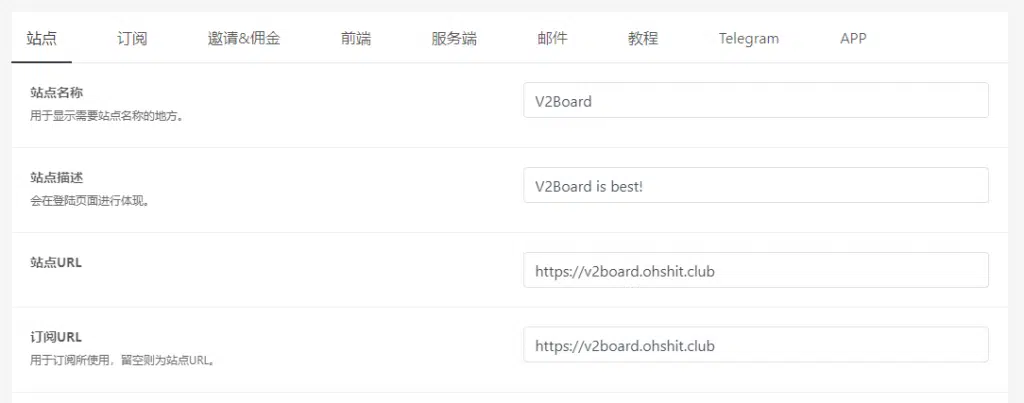 站点 订阅 邀请&佣金 前端 服务端 邮件 教程 Telegram APP
站点名称
用于显示需要站点名称的地方。
V2Board
站点描述
会在登陆页面进行体现。
V2Board is best!
站点URL
https://v2board.ohshit.club
订阅URL
用于订阅所使用，留空则为站点URL。
https://v2board.ohshit.club